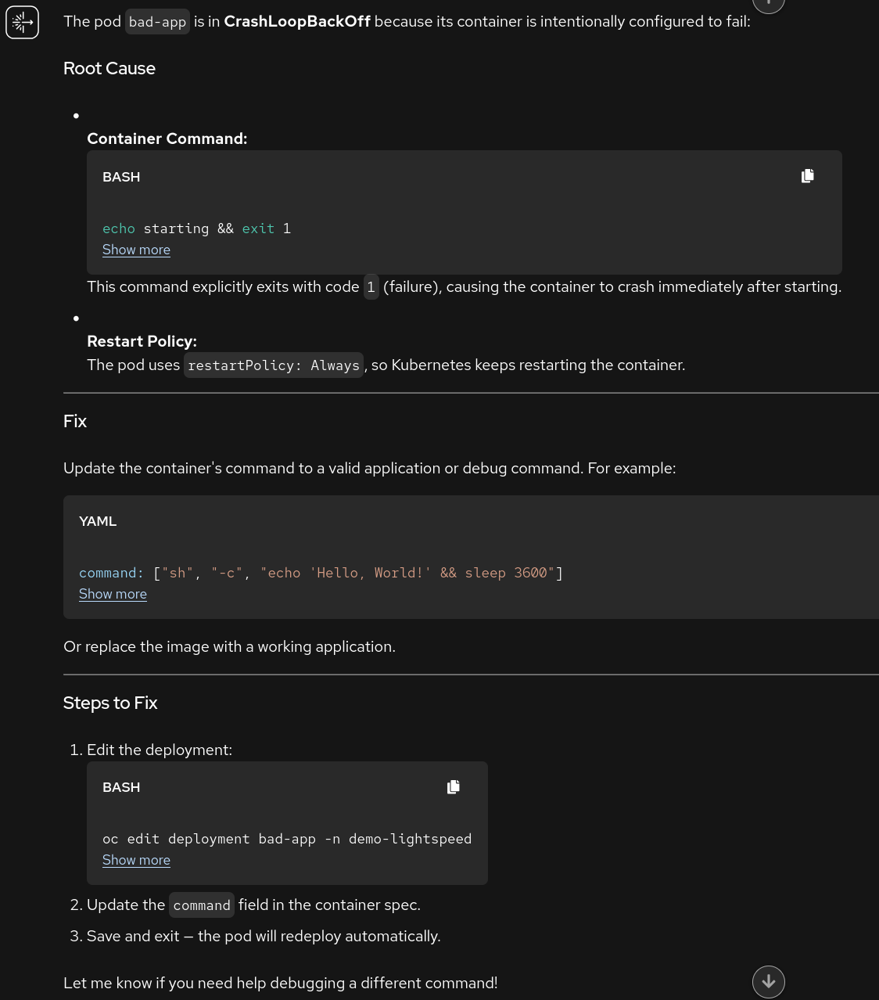 The pod bad-app is in CrashLoopBackOff because its container is intentionally configured to fail:
Root Cause
•
Container Command:
BASH
echo starting && exit 1
Show more
This command explicitly exits with code 1 (failure), causing the container to crash immediately after starting.
•
Restart Policy:
The pod uses restartPolicy: Always, so Kubernetes keeps restarting the container.
Fix
Update the container's command to a valid application or debug command. For example:
YAML
command: ["sh", "-c", "echo 'Hello, World!' && sleep 3600"]
Show more
Or replace the image with a working application.
Steps to Fix
1. Edit the deployment:
BASH
oc edit deployment bad-app -n demo-lightspeed
Show more
2. Update the command field in the container spec.
3. Save and exit — the pod will redeploy automatically.
Let me know if you need help debugging a different command!